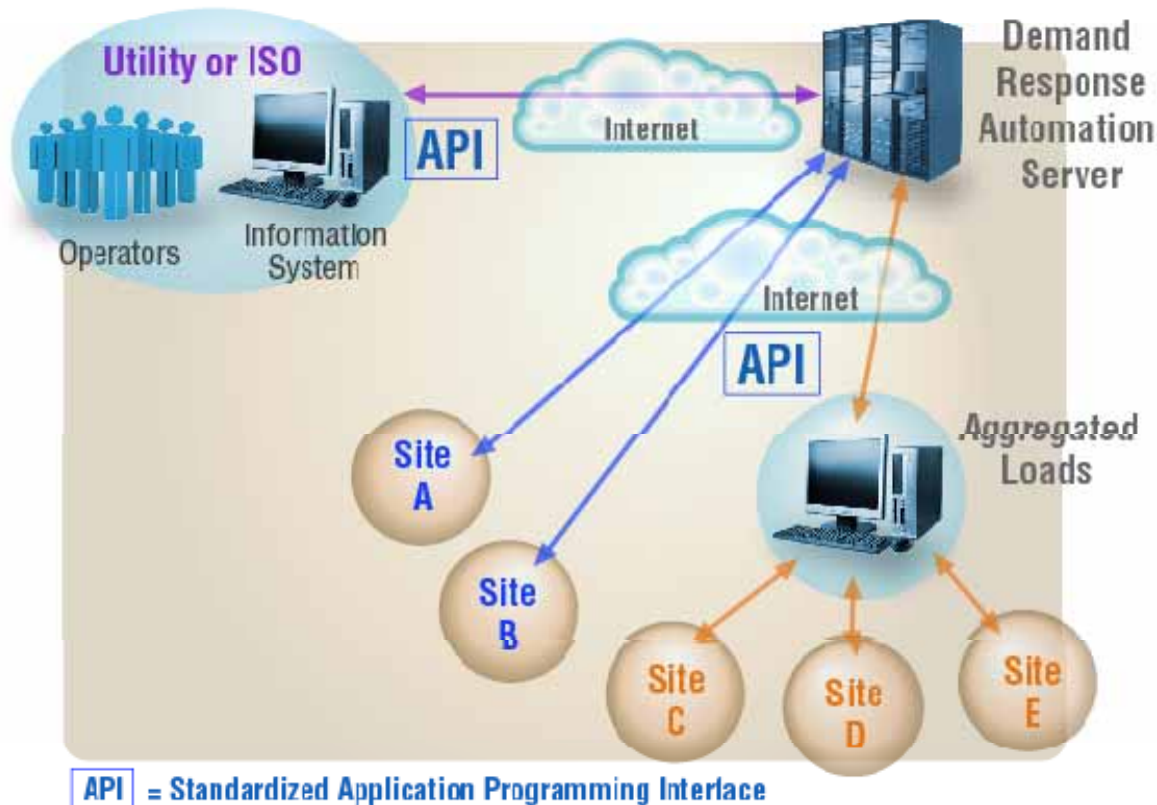 Utility or ISO
Operators
Information
System
API
Internet
Demand
Response
Automation
Server
Internet
API
Site
A
Site
B
Aggregated
Loads
Site
C
Site
D
Site
E
API = Standardized Application Programming Interface